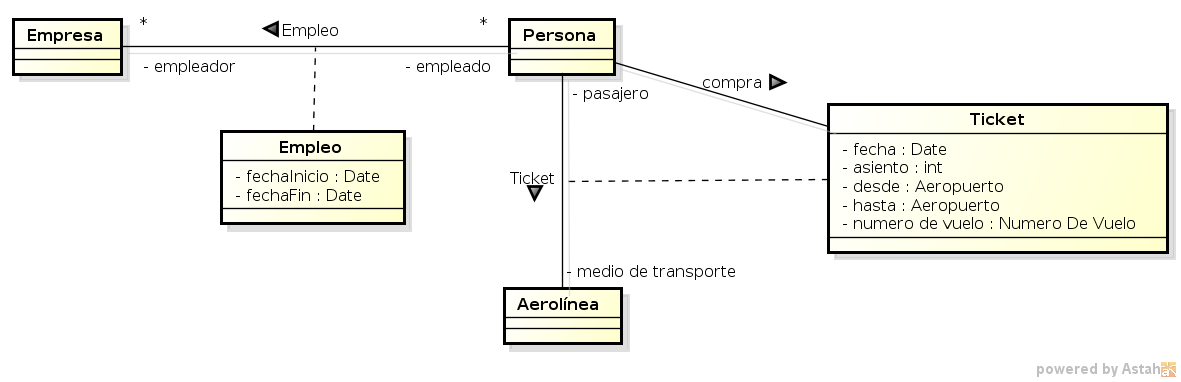 Empresa
*
Empleo
*
Persona
- empleador
- empleado
- pasajero
compra
Ticket
- fecha : Date
- asiento : int
- desde : Aeropuerto
- hasta : Aeropuerto
- numero de vuelo : Numero De Vuelo
Empleo
- fechaInicio : Date
- fechaFin : Date
Ticket
- medio de transporte
Aerolínea
powered by Astah